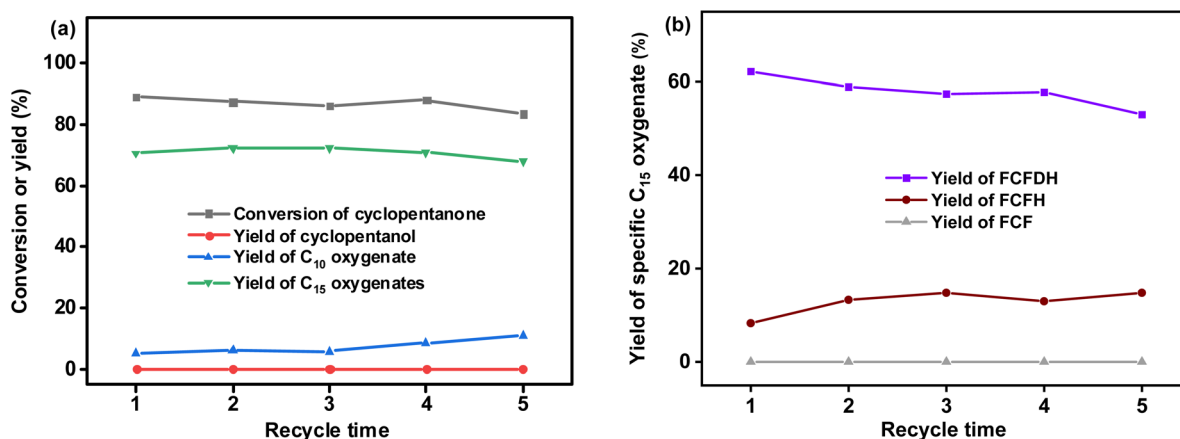 (a)
Conversion or yield (%)
100
80
60
40
20
0
Conversion of cyclopentanone
Yield of cyclopentanol
Yield of C₁₀ oxygenate
Yield of C₁₅ oxygenates
1 2 3 4 5
Recycle time
(b)
Yield of specific C₁₅ oxygenate (%)
60
40
20
0
Yield of FCFDH
Yield of FCFH
Yield of FCF
1 2 3 4 5
Recycle time